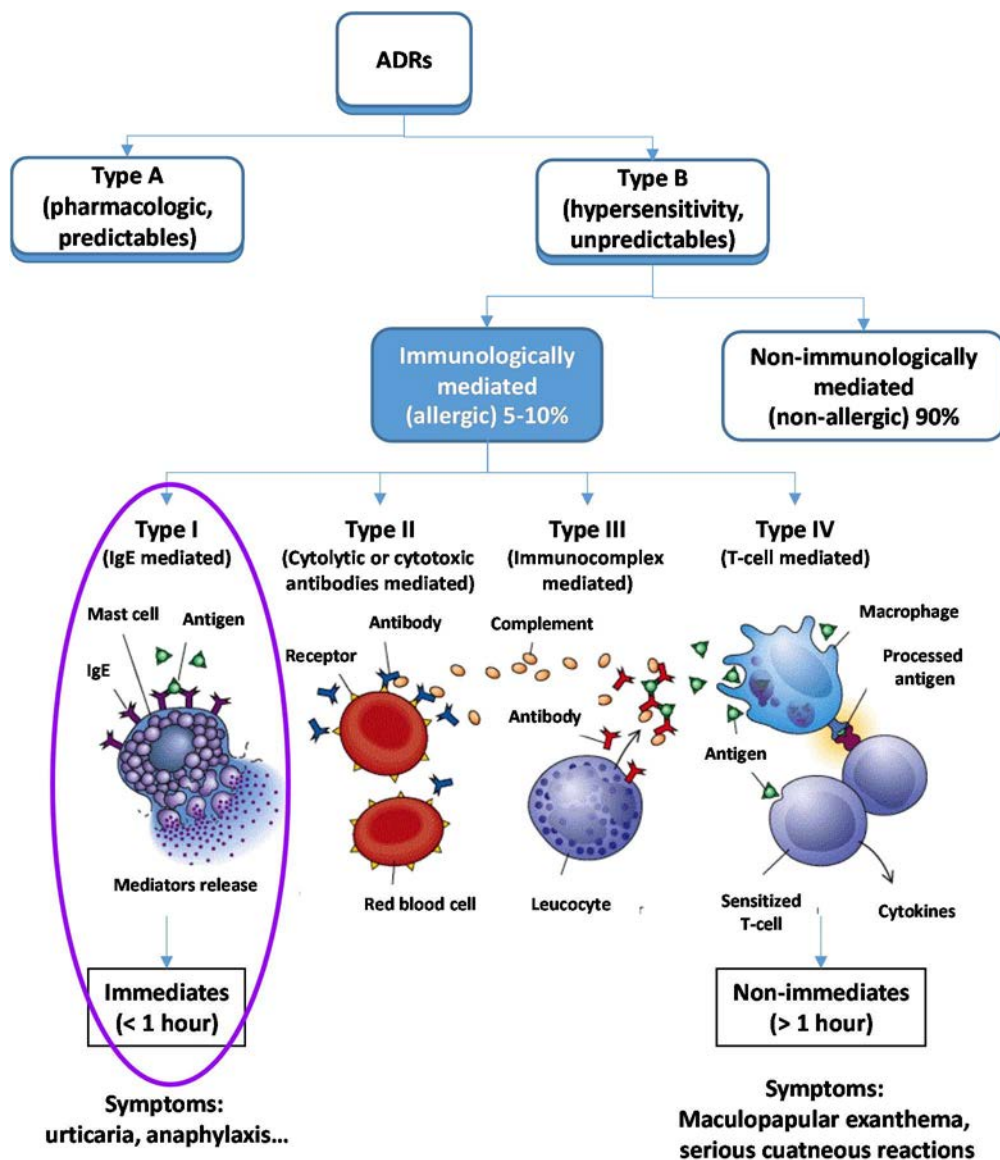 ADRs
Type A
(pharmacologic,
predictables)
Type B
(hypersensitivity,
unpredictables)
Immunologically
mediated
(allergic) 5-10%
Non-immunologically
mediated
(non-allergic) 90%
Type I
(IgE mediated)
Type II
(Cytolytic or cytotoxic
antibodies mediated)
Type III
(Immunocomplex
mediated)
Type IV
(T-cell mediated)
Mast cell
Antigen
IgE
Mediators release
Antibody
Receptor
Red blood cell
Complement
Antibody
Leucocyte
Macrophage
Processed
antigen
Antigen
Sensitized
T-cell
Cytokines
Immediates
(< 1 hour)
Non-immediates
(> 1 hour)
Symptoms:
urticaria, anaphylaxis...
Symptoms:
Maculopapular exanthema,
serious cuatneous reactions